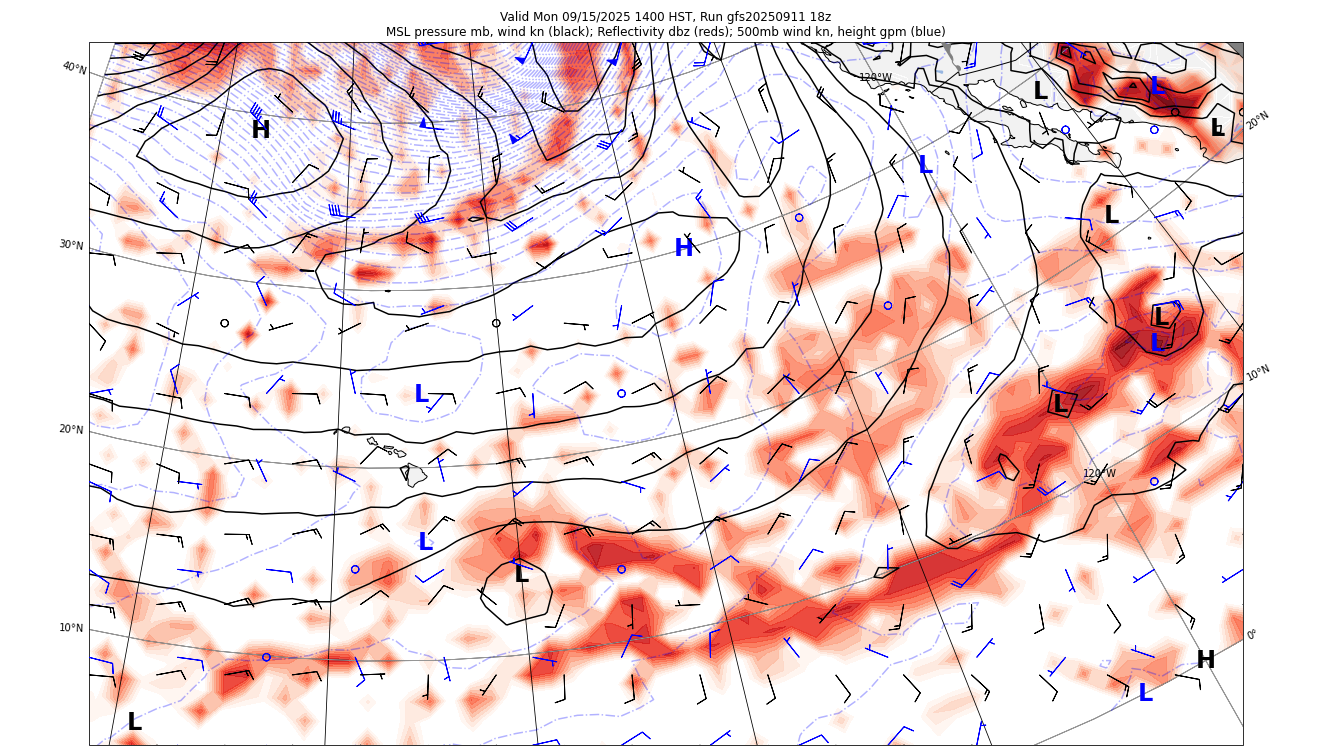 Valid Mon 09/15/2025 1400 HST, Run gfs20250911 18z
MSL pressure mb, wind kn (black); Reflectivity dbz (reds); 500mb wind kn, height gpm (blue)
40°N
120°W
L
L
20°N
H
L
L
L
30°N
H
L
L
10°N
L
L
20°N
120°W
L
L
10°N
0°
H
L
L